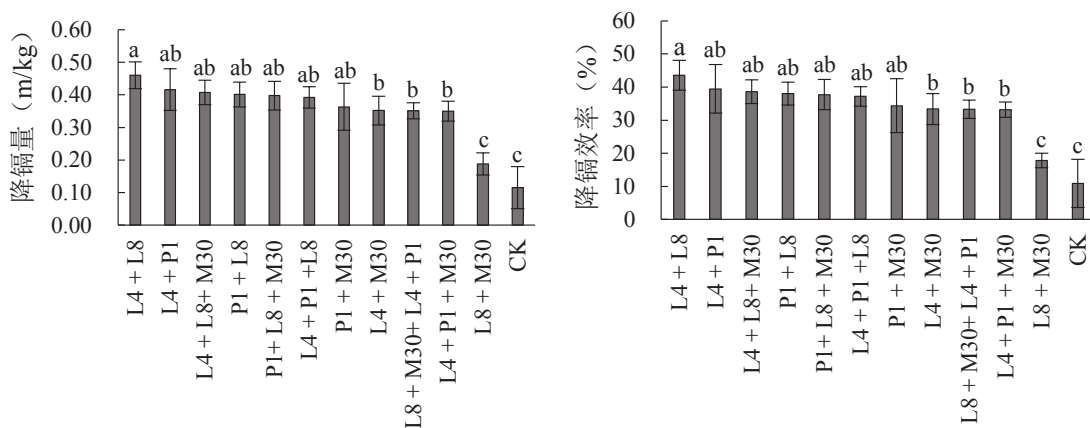 降镉量（m/kg）
0.60
0.50
0.40
0.30
0.20
0.10
0.00
a
ab
ab
ab
ab
ab
ab
b
b
b
c
c
L4 + L8
L4 + P1
L4 + L8+ M30
P1 + L8
P1+ L8 + M30
L4 + P1 +L8
P1 + M30
L4 + M30
L8 + M30+ L4 + P1
L4 + P1 + M30
L8 + M30
CK
降镉效率（%）
60
50
40
30
20
10
0
a
ab
ab
ab
ab
ab
ab
b
b
b
c
c
L4 + L8
L4 + P1
L4 + L8 + M30
P1 + L8
P1+ L8 + M30
L4 + P1 +L8
P1 + M30
L4 + M30
L8 + M30+ L4 + P1
L4 + P1 + M30
L8 + M30
CK